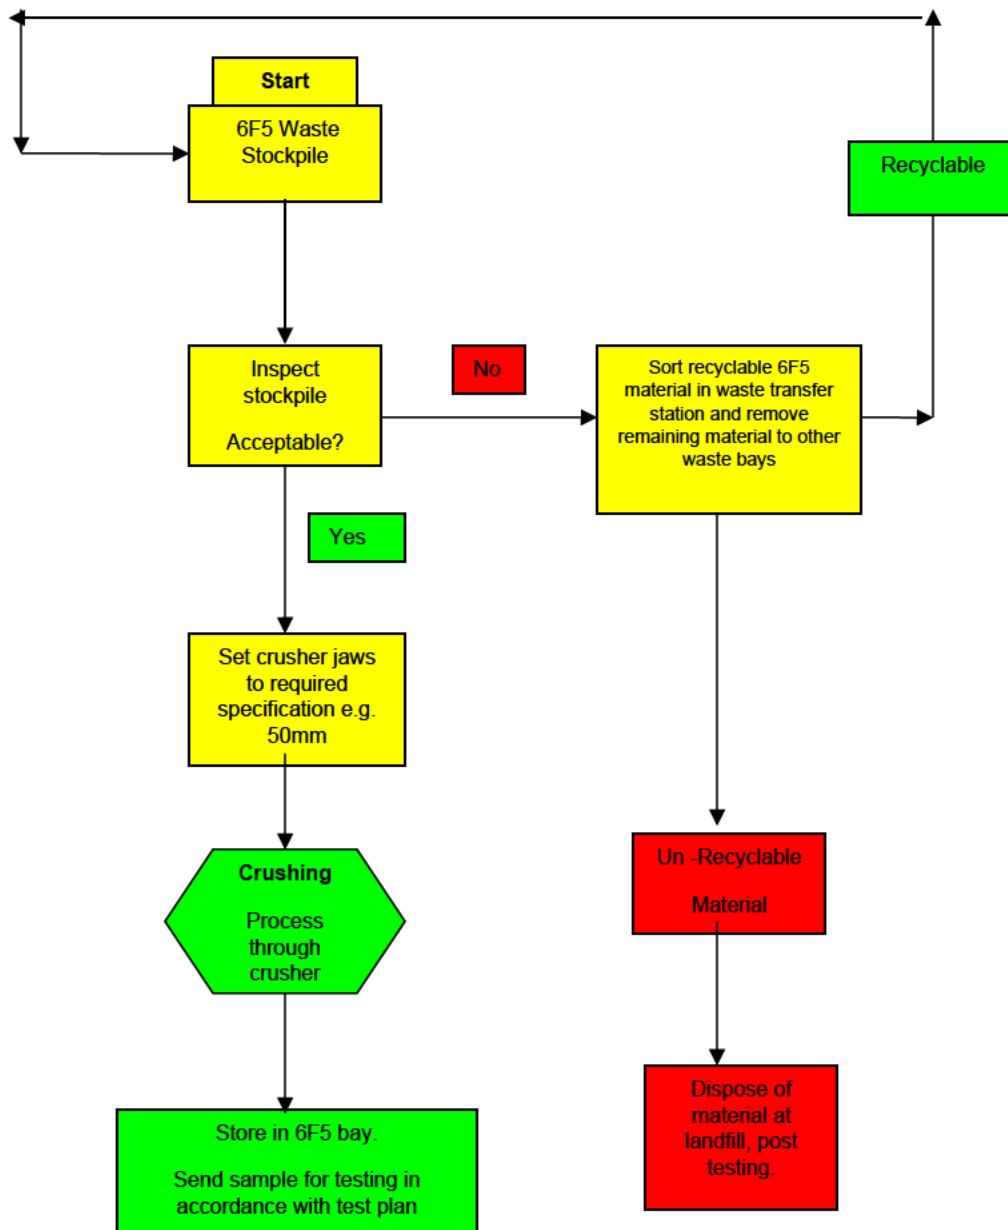 Start
6F5 Waste
Stockpile
Recyclable
Inspect
stockpile
Acceptable?
No
Sort recyclable 6F5
material in waste transfer
station and remove
remaining material to other
waste bays
Yes
Set crusher jaws
to required
specification e.g.
50mm
Crushing
Process
through
crusher
Un -Recyclable
Material
Store in 6F5 bay.
Send sample for testing in
accordance with test plan
Dispose of
material at
landfill, post
testing.